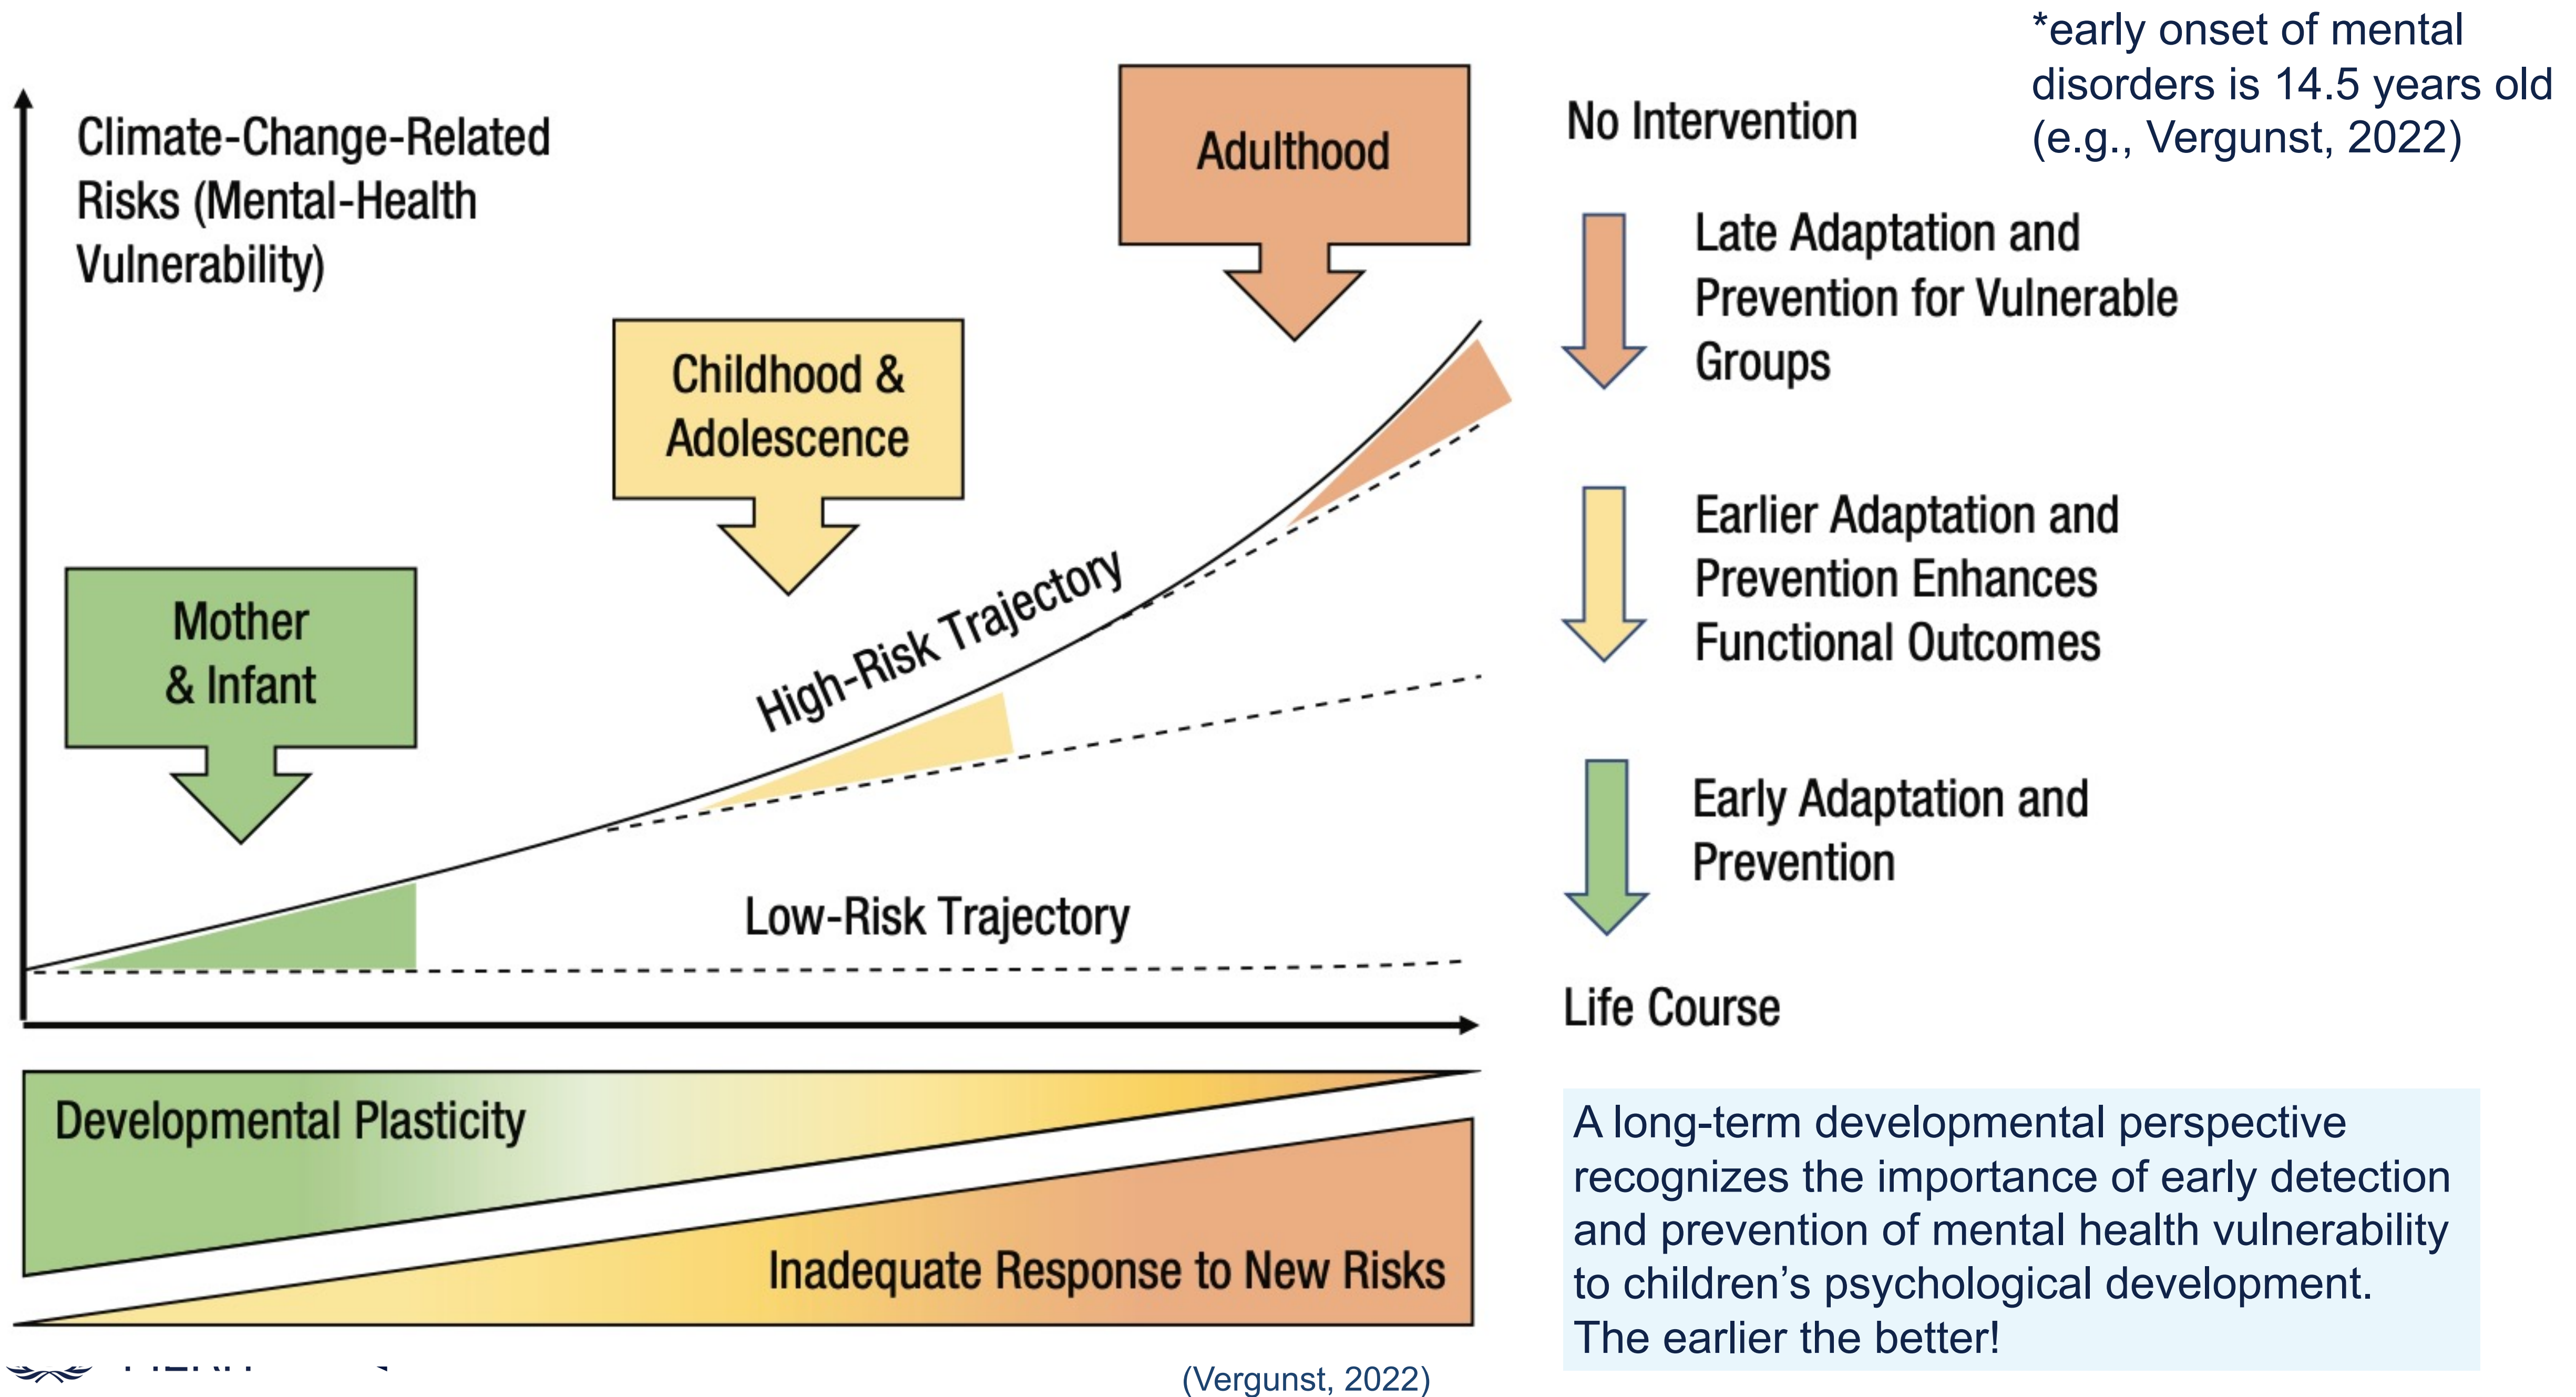 *early onset of mental
disorders is 14.5 years old
(e.g., Vergunst, 2022)
Climate-Change-Related
Risks (Mental-Health
Vulnerability)
Adulthood
No Intervention
Late Adaptation and
Prevention for Vulnerable
Groups
Childhood &
Adolescence
Earlier Adaptation and
Prevention Enhances
Functional Outcomes
Mother
& Infant
High-Risk Trajectory
Early Adaptation and
Prevention
Low-Risk Trajectory
Life Course
Developmental Plasticity
Inadequate Response to New Risks
A long-term developmental perspective
recognizes the importance of early detection
and prevention of mental health vulnerability
to children’s psychological development.
The earlier the better!
(Vergunst, 2022)